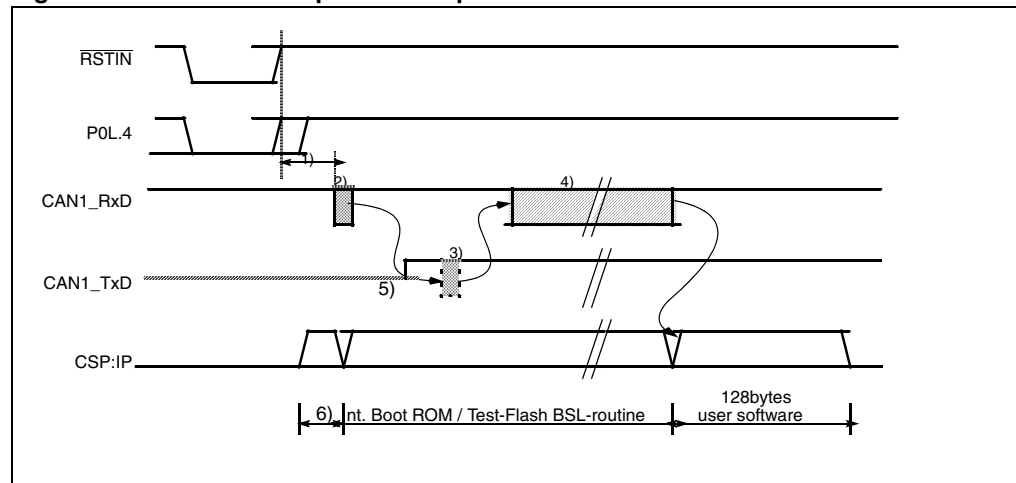 RSTIN
P0L.4
1)
2)
4)
CAN1_RxD
3)
CAN1_TxD
5)
CSP:IP
128bytes
6) nt. Boot ROM / Test-Flash BSL-routine user software